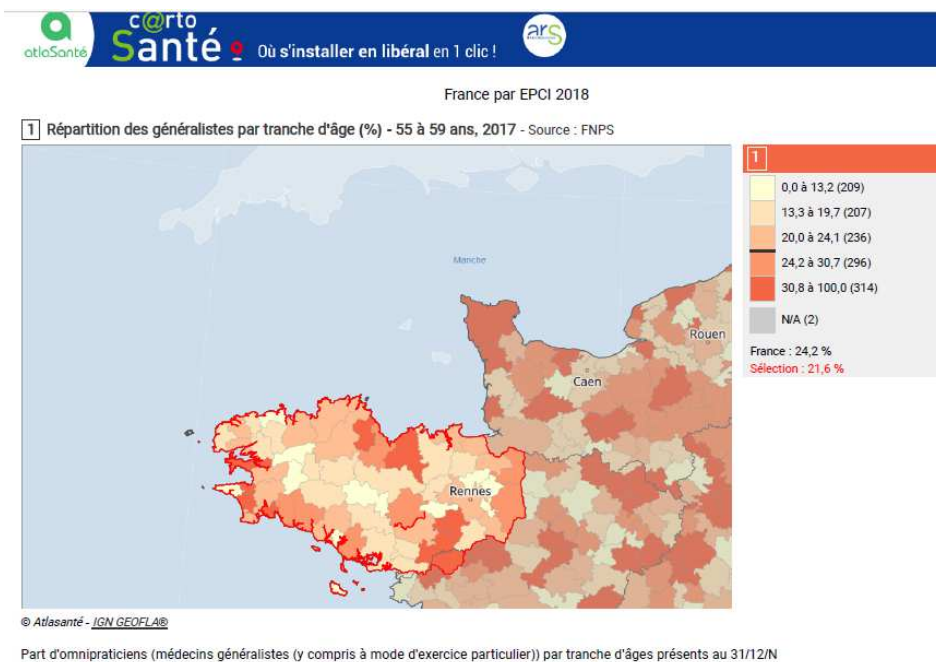 atlaSanté
c@rto
Santé
Où s'installer en libéral en 1 clic !
ars
France par EPCI 2018
1 Répartition des généralistes par tranche d'âge (%) - 55 à 59 ans, 2017 - Source : FNPS
1
0,0 à 13,2 (209)
13,3 à 19,7 (207)
20,0 à 24,1 (236)
24,2 à 30,7 (296)
30,8 à 100,0 (314)
N/A (2)
France : 24,2 %
Sélection : 21,6 %
Manche
Rouen
Caen
Rennes
© Atlasanté - IGN GEOFLA®
Part d'omnipraticiens (médecins généralistes (y compris à mode d'exercice particulier)) par tranche d'âges présents au 31/12/N